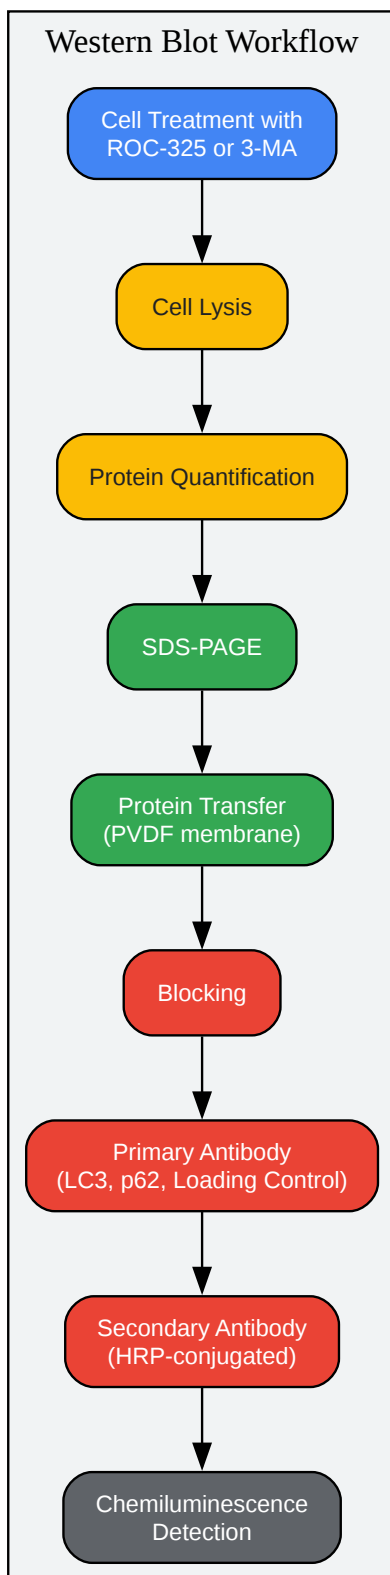 Western Blot Workflow
Cell Treatment with
ROC-325 or 3-MA
Cell Lysis
Protein Quantification
SDS-PAGE
Protein Transfer
(PVDF membrane)
Blocking
Primary Antibody
(LC3, p62, Loading Control)
Secondary Antibody
(HRP-conjugated)
Chemiluminescence
Detection